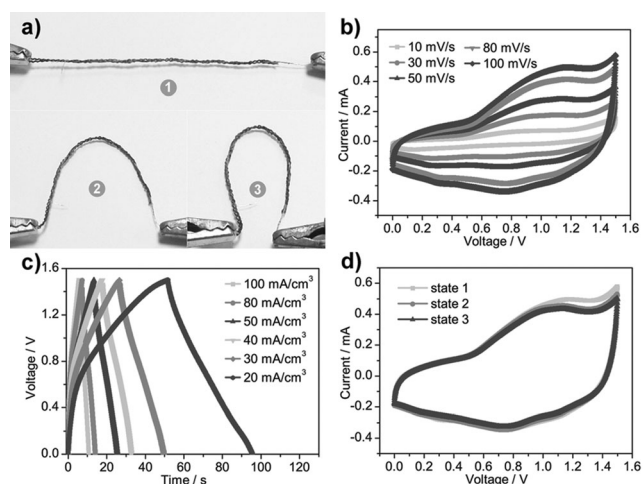 a)
1
2
3
b)
10 mV/s
30 mV/s
50 mV/s
80 mV/s
100 mV/s
Current / mA
0.6
0.4
0.2
0.0
-0.2
-0.4
0.0 0.2 0.4 0.6 0.8 1.0 1.2 1.4 1.6
Voltage / V
c)
100 mA/cm³
80 mA/cm³
50 mA/cm³
40 mA/cm³
30 mA/cm³
20 mA/cm³
Voltage / V
1.6
1.2
0.8
0.4
0.0
0 20 40 60 80 100 120
Time / s
d)
state 1
state 2
state 3
Current / mA
0.6
0.4
0.2
0.0
-0.2
-0.4
0.0 0.2 0.4 0.6 0.8 1.0 1.2 1.4 1.6
Voltage / V